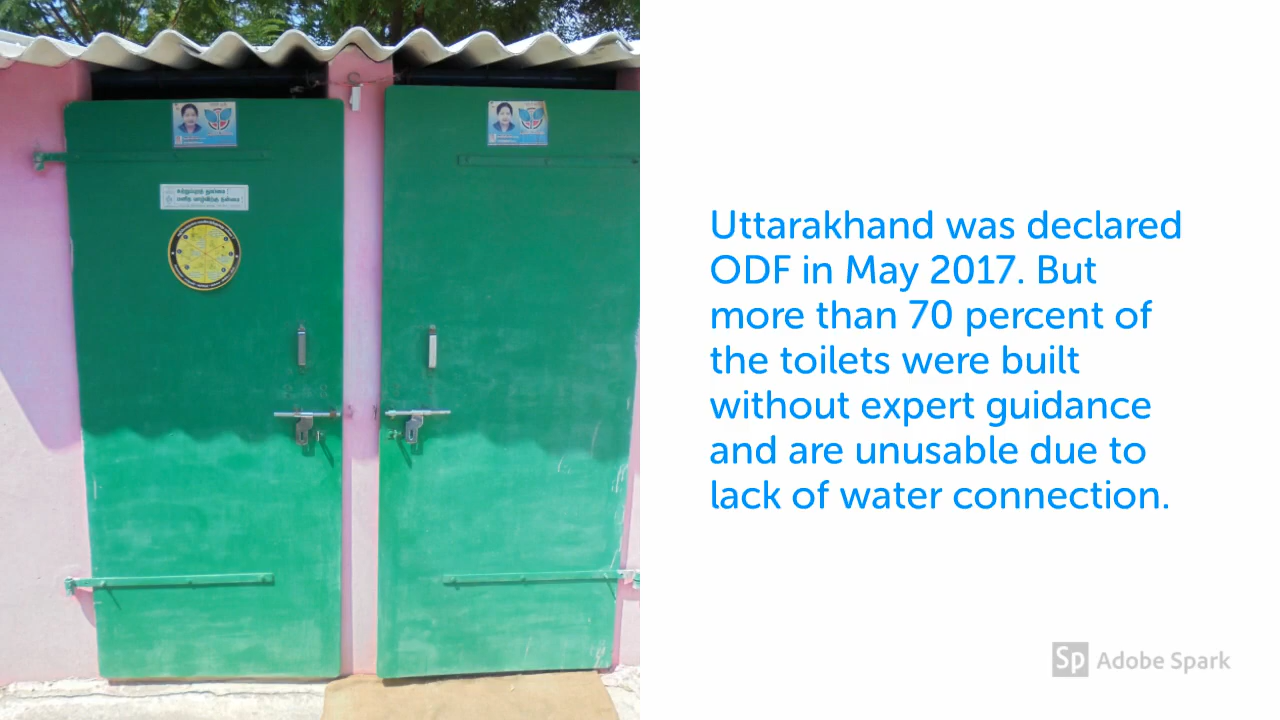 சுற்றுப்புறத் தூய்மை
Uttarakhand was declared
ODF in May 2017. But
more than 70 percent of
the toilets were built
without expert guidance
and are unusable due to
lack of water connection.
Sp Adobe Spark